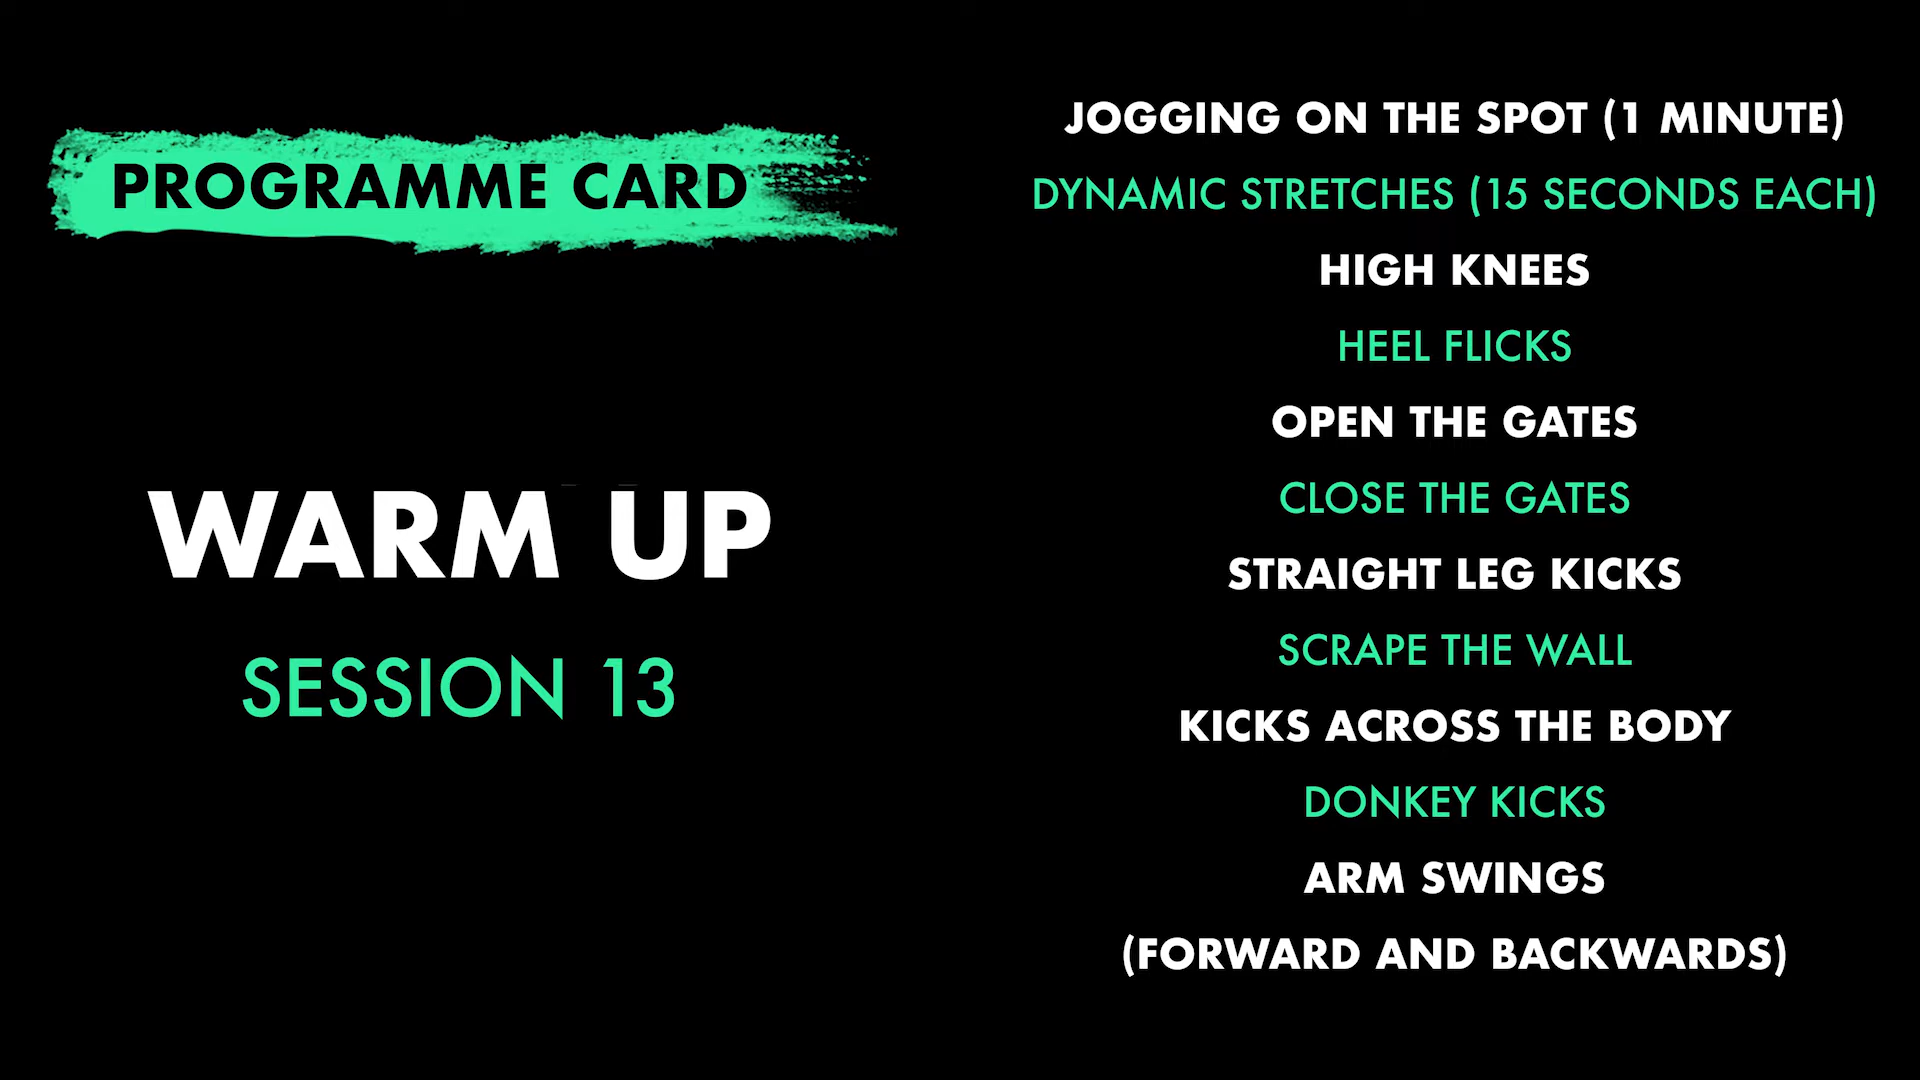 PROGRAMME CARD
WARM UP
SESSION 13
JOGGING ON THE SPOT (1 MINUTE)
DYNAMIC STRETCHES (15 SECONDS EACH)
HIGH KNEES
HEEL FLICKS
OPEN THE GATES
CLOSE THE GATES
STRAIGHT LEG KICKS
SCRAPE THE WALL
KICKS ACROSS THE BODY
DONKEY KICKS
ARM SWINGS
(FORWARD AND BACKWARDS)